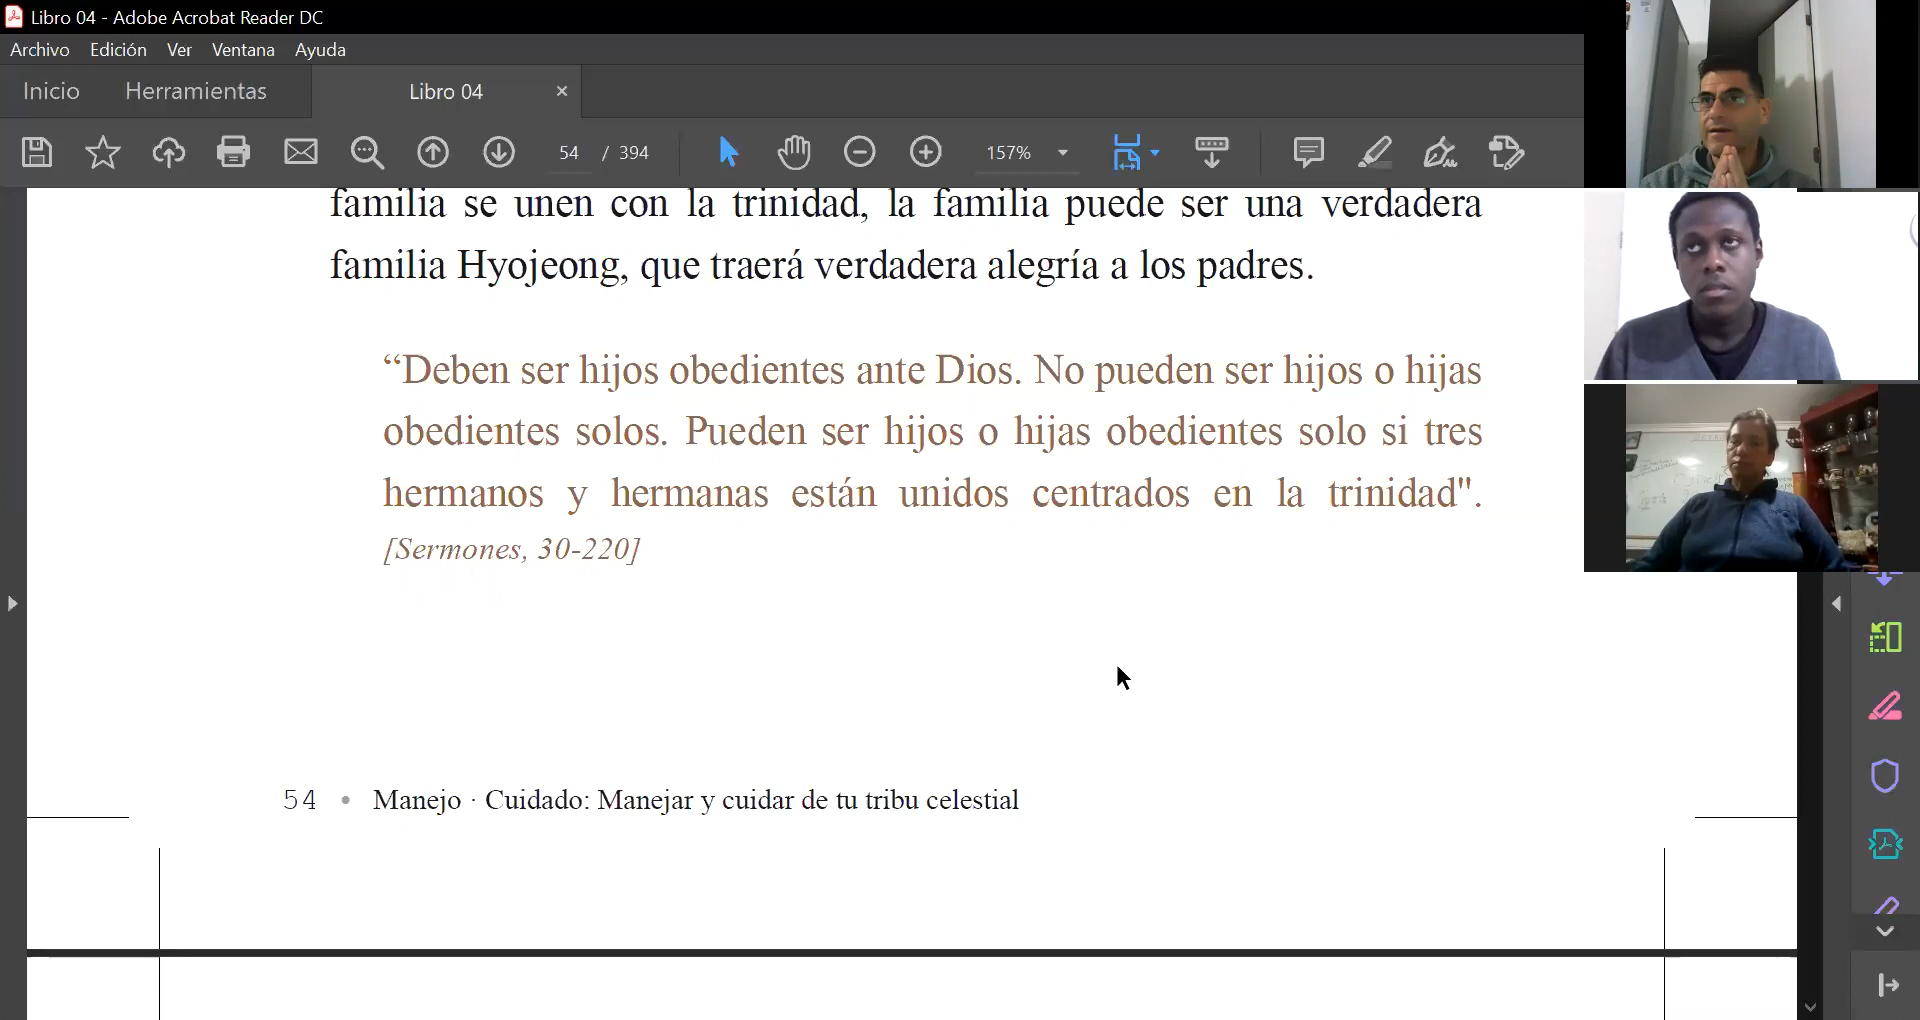 Libro 04 - Adobe Acrobat Reader DC
Archivo Edición Ver Ventana Ayuda
Inicio Herramientas Libro 04
54 / 394 157%
familia se unen con la trinidad, la familia puede ser una verdadera
familia Hyojeong, que traerá verdadera alegría a los padres.
“Deben ser hijos obedientes ante Dios. No pueden ser hijos o hijas
obedientes solos. Pueden ser hijos o hijas obedientes solo si tres
hermanos y hermanas están unidos centrados en la trinidad".
[Sermones, 30-220]
54 • Manejo · Cuidado: Manejar y cuidar de tu tribu celestial